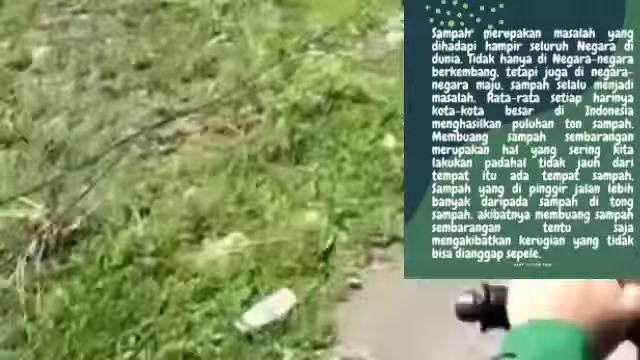 Sampah merupakan masalah yang
dihadapi hampir seluruh Negara di
dunia. Tidak hanya di Negara-negara
berkembang, tetapi juga di negara-
negara maju, sampah selalu menjadi
masalah. Rata-rata setiap harinya
kota-kota besar di Indonesia
menghasilkan puluhan ton sampah.
Membuang sampah sembarangan
merupakan hal yang sering kita
lakukan padahal tidak jauh dari
tempat itu ada tempat sampah.
Sampah yang di pinggir jalan lebih
banyak daripada sampah di tong
sampah. akibatnya membuang sampah
sembarangan tentu saja
mengakibatkan kerugian yang tidak
bisa dianggap sepele.